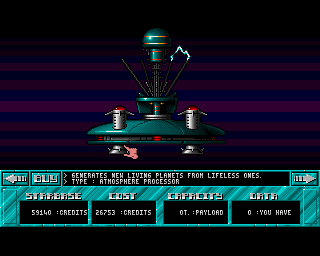 BUY
> GENERATES NEW LIVING PLANETS FROM LIFELESS ONES.
> TYPE : ATMOSPHERE PROCESSOR
STARBASE COST CAPACITY DATA
59140 :CREDITS 26753 :CREDITS 0T. :PAYLOAD 0 :YOU HAVE